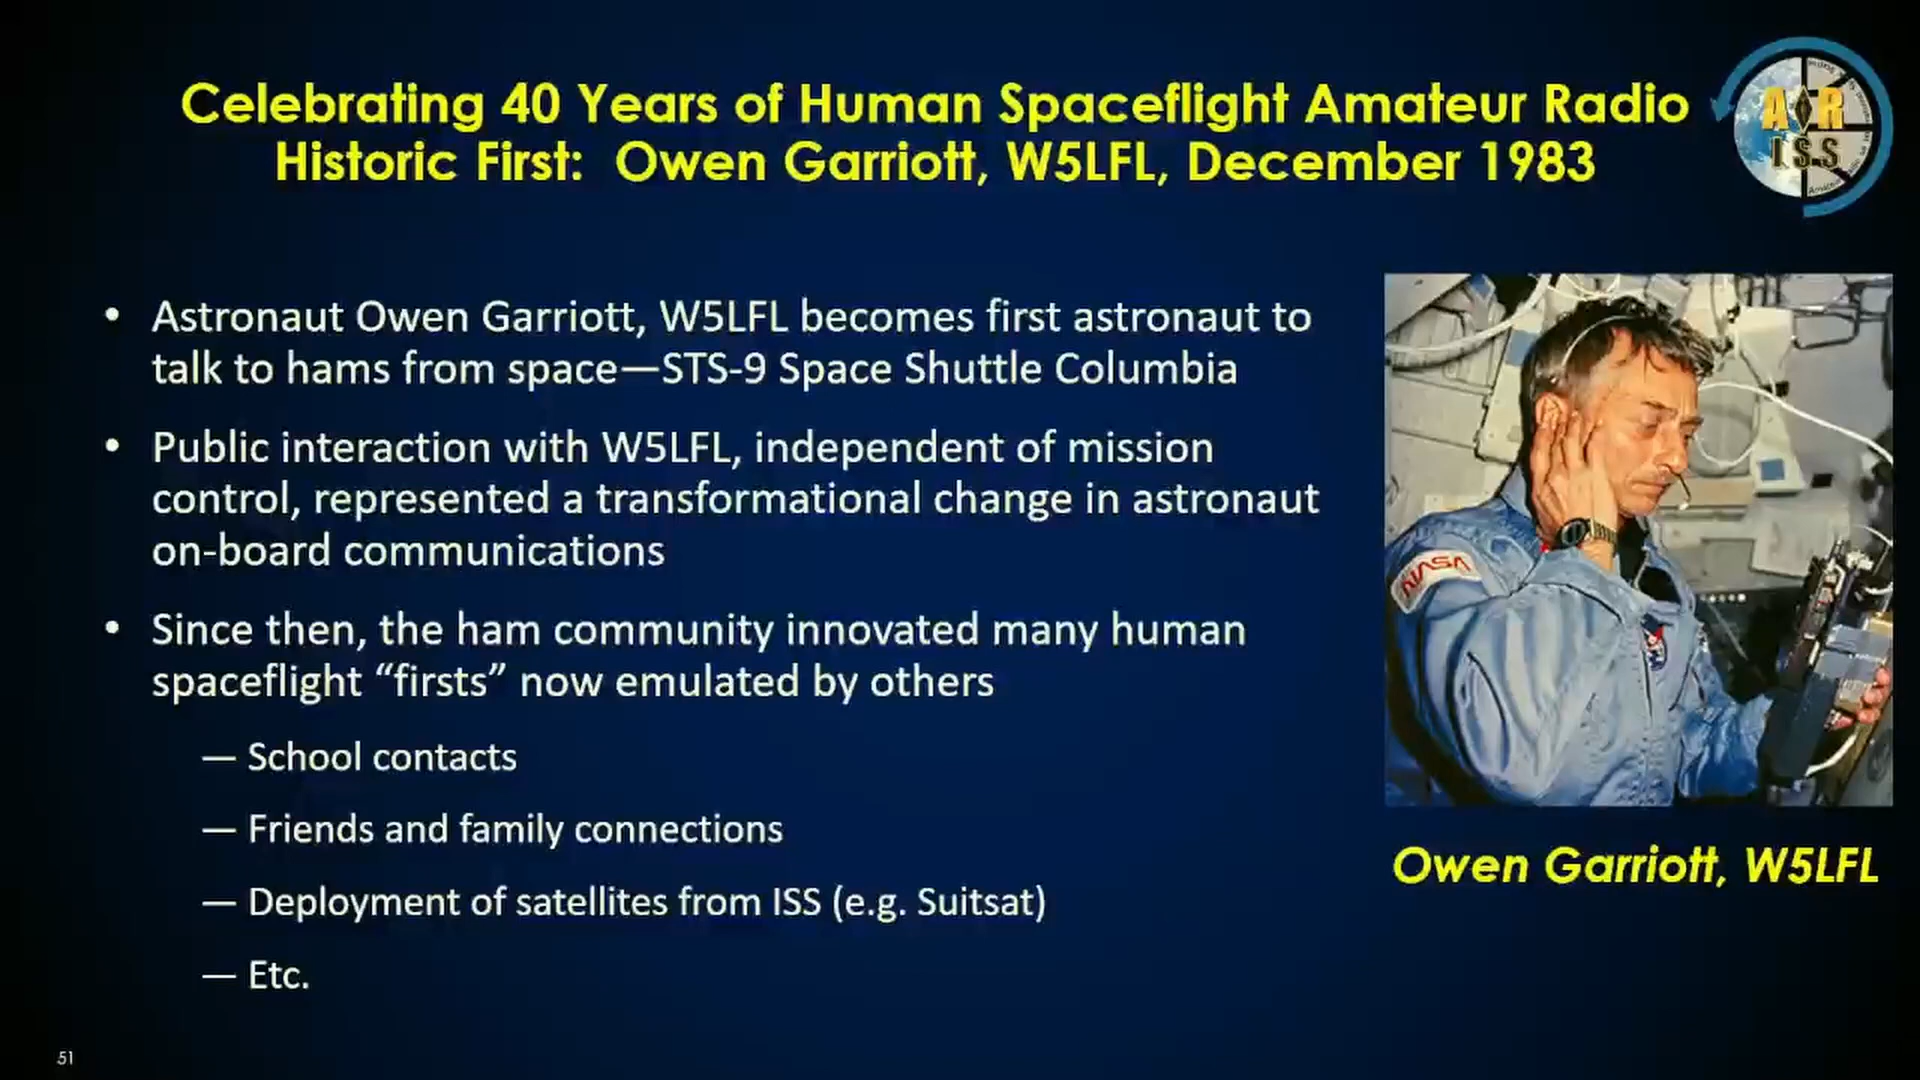 Celebrating 40 Years of Human Spaceflight Amateur Radio
Historic First:  Owen Garriott, W5LFL, December 1983
AR
ISS
• Astronaut Owen Garriott, W5LFL becomes first astronaut to
talk to hams from space—STS-9 Space Shuttle Columbia
• Public interaction with W5LFL, independent of mission
control, represented a transformational change in astronaut
on-board communications
• Since then, the ham community innovated many human
spaceflight “firsts” now emulated by others
— School contacts
— Friends and family connections
— Deployment of satellites from ISS (e.g. Suitsat)
— Etc.
NASA
Owen Garriott, W5LFL
51